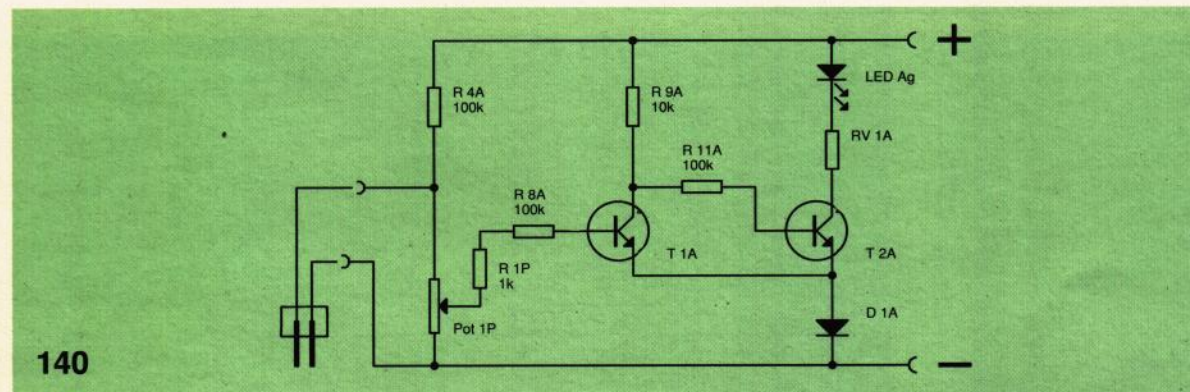 +
LED Ag
R 4A
100k
R 9A
10k
RV 1A
R 11A
100k
R 8A
100k
T 1A
T 2A
R 1P
1k
Pot 1P
D 1A
140
−